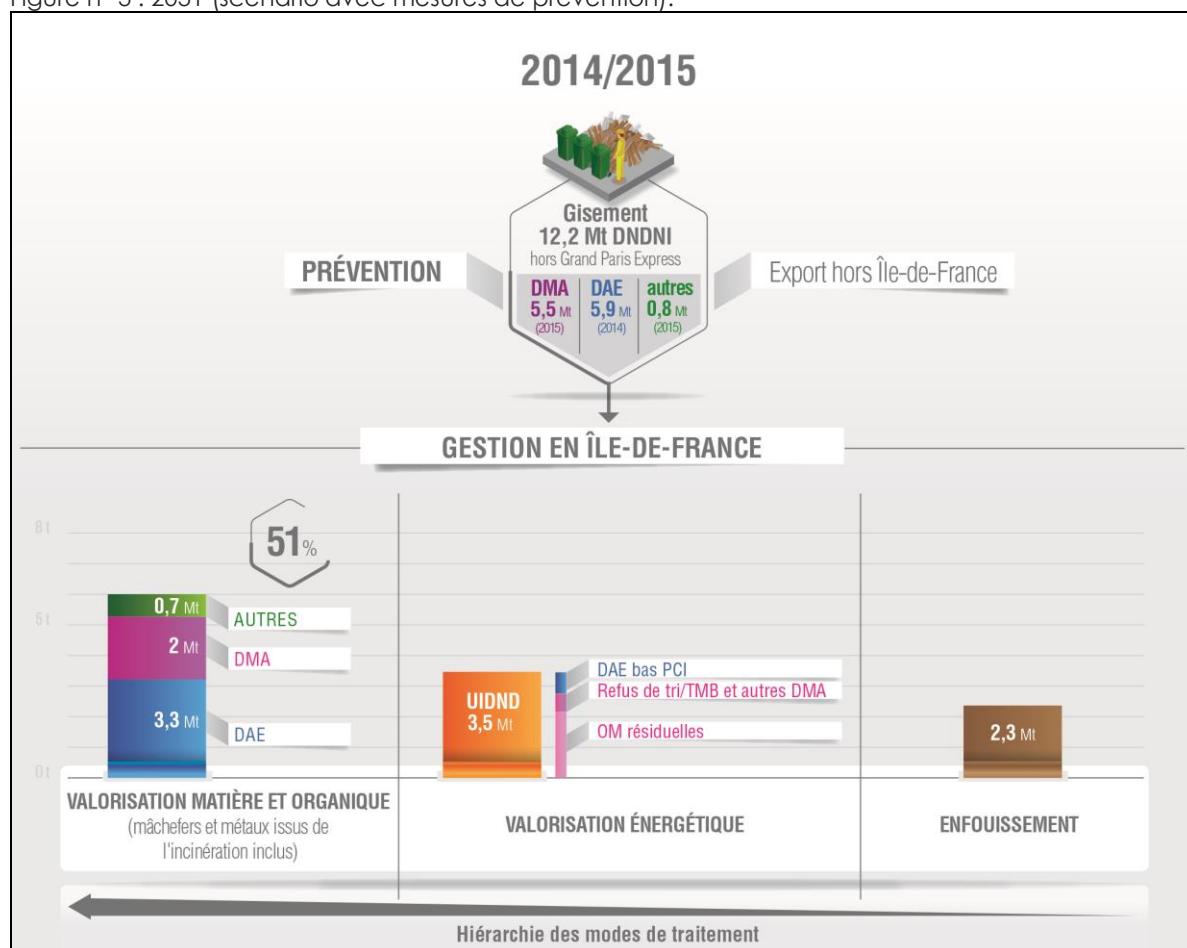 Figure n° 5 : 2031 (scénario avec mesures de prévention).
2014/2015
Gisement
12,2 Mt DNDNI
hors Grand Paris Express
PRÉVENTION
Export hors Île-de-France
DMA
5,5 Mt
(2015)
DAE
5,9 Mt
(2014)
autres
0,8 Mt
(2015)
GESTION EN ÎLE-DE-FRANCE
8 t
5 t
0 t
51%
0,7 Mt
AUTRES
2 Mt
DMA
3,3 Mt
DAE
UIDND
3,5 Mt
DAE bas PCI
Refus de tri/TMB et autres DMA
OM résiduelles
2,3 Mt
VALORISATION MATIÈRE ET ORGANIQUE
(mâchefers et métaux issus de
l'incinération inclus)
VALORISATION ÉNERGÉTIQUE
ENFOUISSEMENT
Hiérarchie des modes de traitement